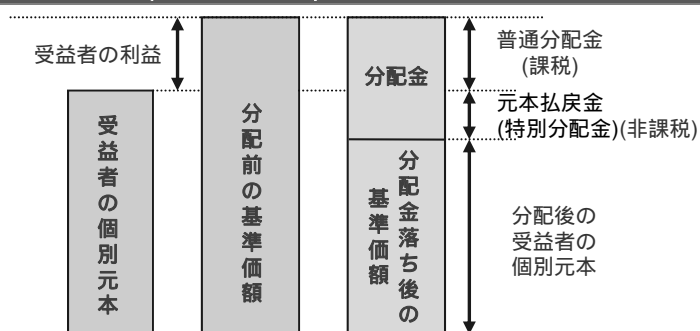 受益者の利益
受益者の個別元本
分配前の基準価額
分配金
分配金落ち後の
基準価額
普通分配金
(課税)
元本払戻金
(特別分配金)(非課税)
分配後の
受益者の
個別元本